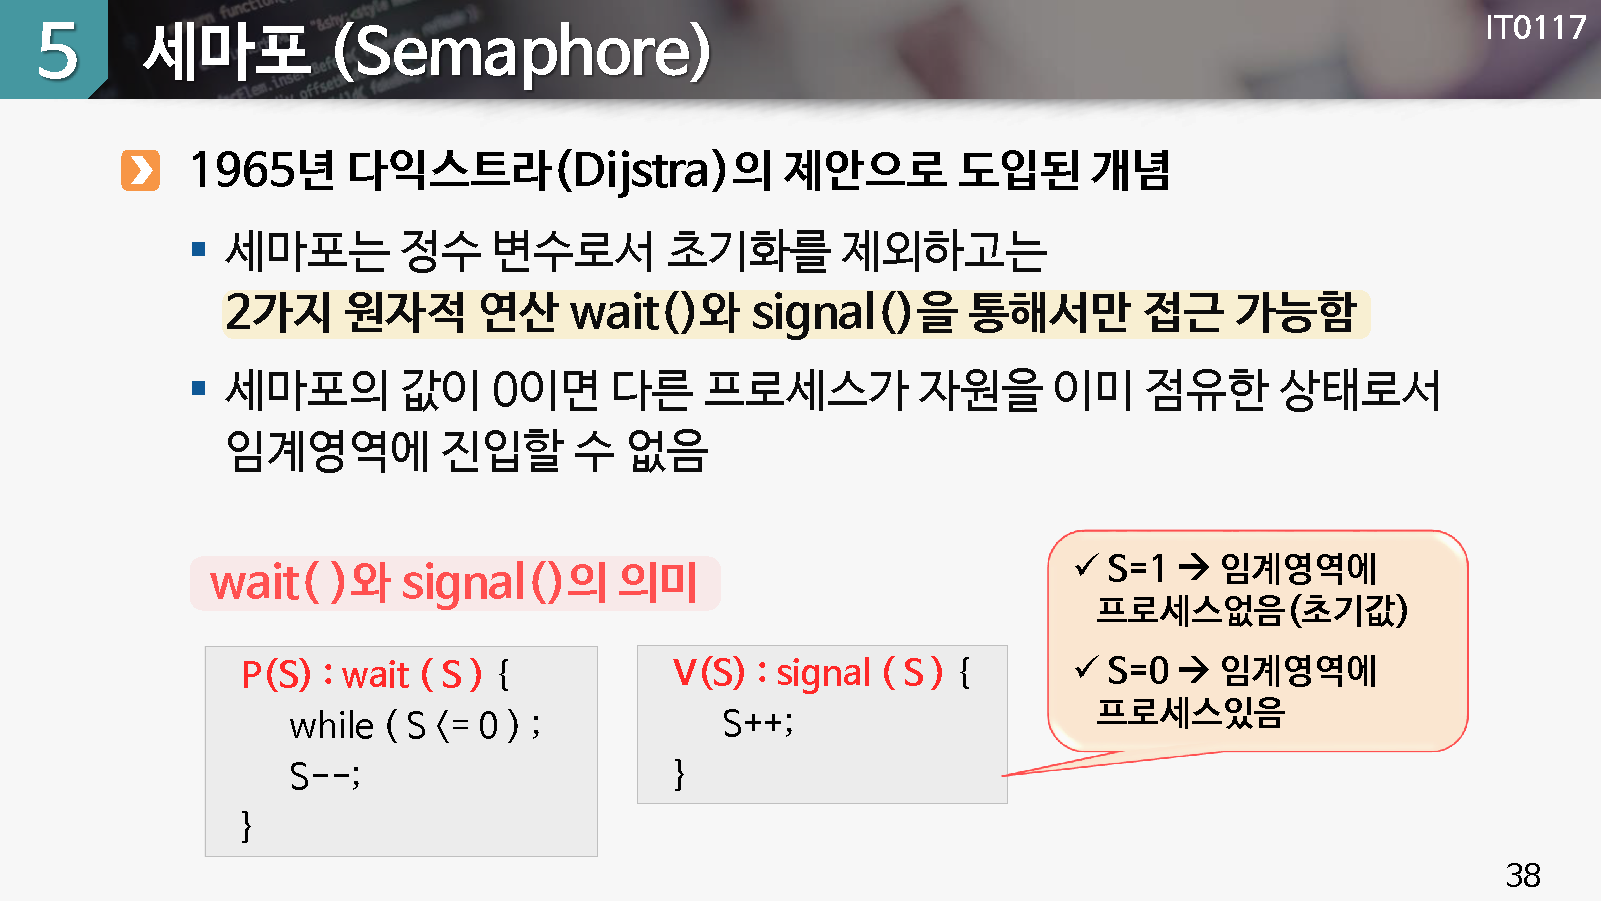 5 세마포 (Semaphore)
IT0117
1965년 다익스트라(Dijstra)의 제안으로 도입된 개념
▪ 세마포는 정수 변수로서 초기화를 제외하고는
2가지 원자적 연산 wait()와 signal()을 통해서만 접근 가능함
▪ 세마포의 값이 0이면 다른 프로세스가 자원을 이미 점유한 상태로서
임계영역에 진입할 수 없음
wait( )와 signal()의 의미
P(S) : wait ( S ) {
while ( S <= 0 ) ;
S--;
}
V(S) : signal ( S ) {
S++;
}
✓ S=1 → 임계영역에
프로세스없음(초기값)
✓ S=0 → 임계영역에
프로세스있음
38